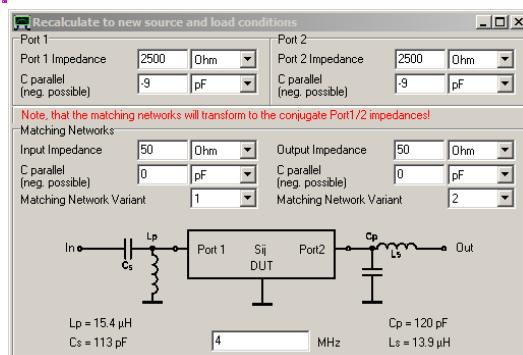 Recalculate to new source and load conditions
Port 1
Port 2
Port 1 Impedance 2500 Ohm
Port 2 Impedance 2500 Ohm
C parallel (neg. possible) -9 pF
C parallel (neg. possible) -9 pF
Note, that the matching networks will transform to the conjugate Port1/2 impedances!
Matching Networks
Input Impedance 50 Ohm
Output Impedance 50 Ohm
C parallel (neg. possible) 0 pF
C parallel (neg. possible) 0 pF
Matching Network Variant 1
Matching Network Variant 2
In Cs Lp Port 1 Sij DUT Port2 Cp Ls Out
Lp = 15.4 µH
Cp = 120 pF
Cs = 113 pF
4 MHz
Ls = 13.9 µH